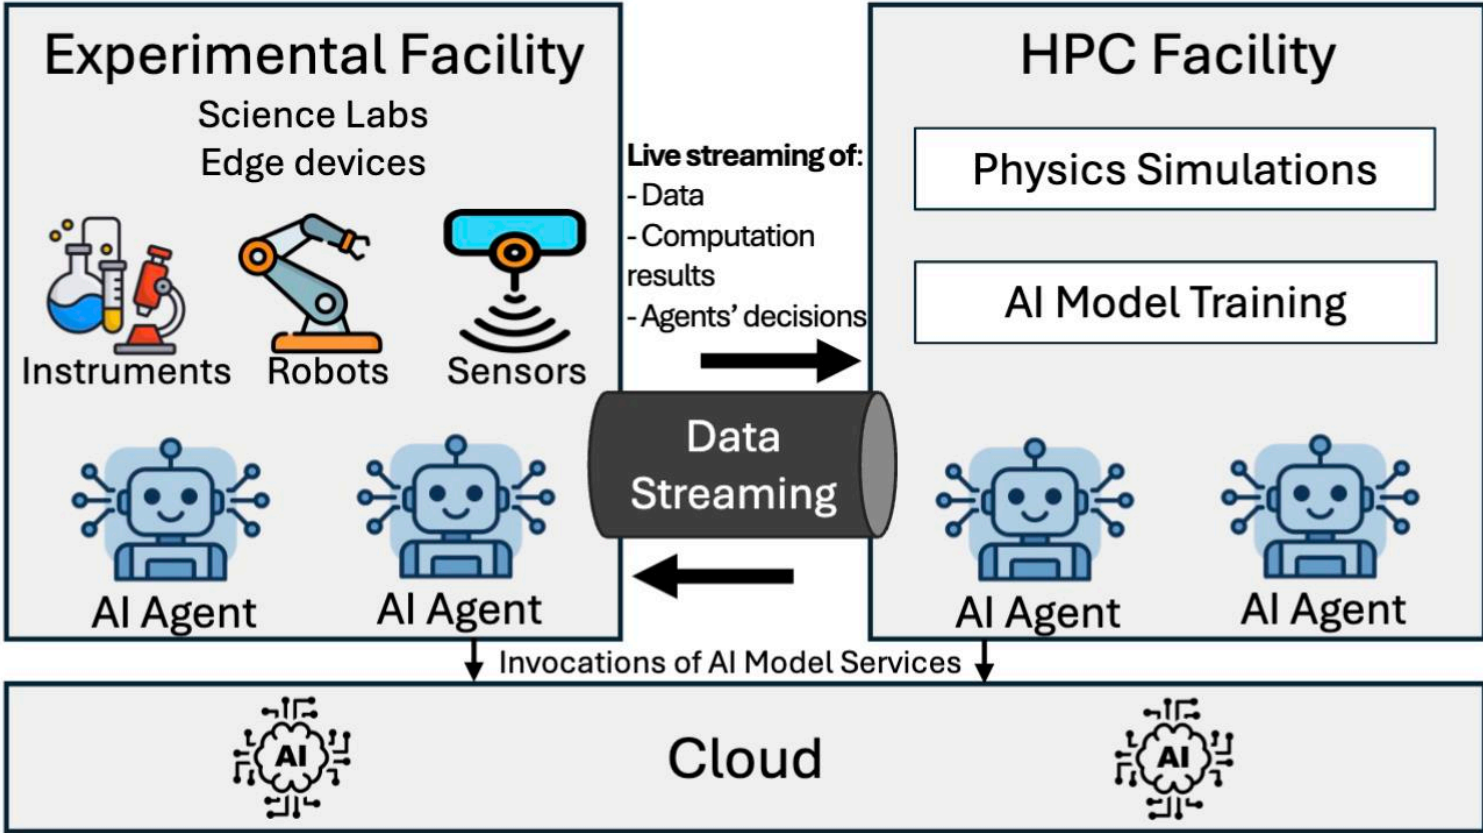 Experimental Facility
Science Labs
Edge devices
Instruments
Robots
Sensors
AI Agent
AI Agent
Live streaming of:
- Data
- Computation
results
- Agents' decisions
Data
Streaming
HPC Facility
Physics Simulations
AI Model Training
AI Agent
AI Agent
Invocations of AI Model Services
AI
Cloud
AI